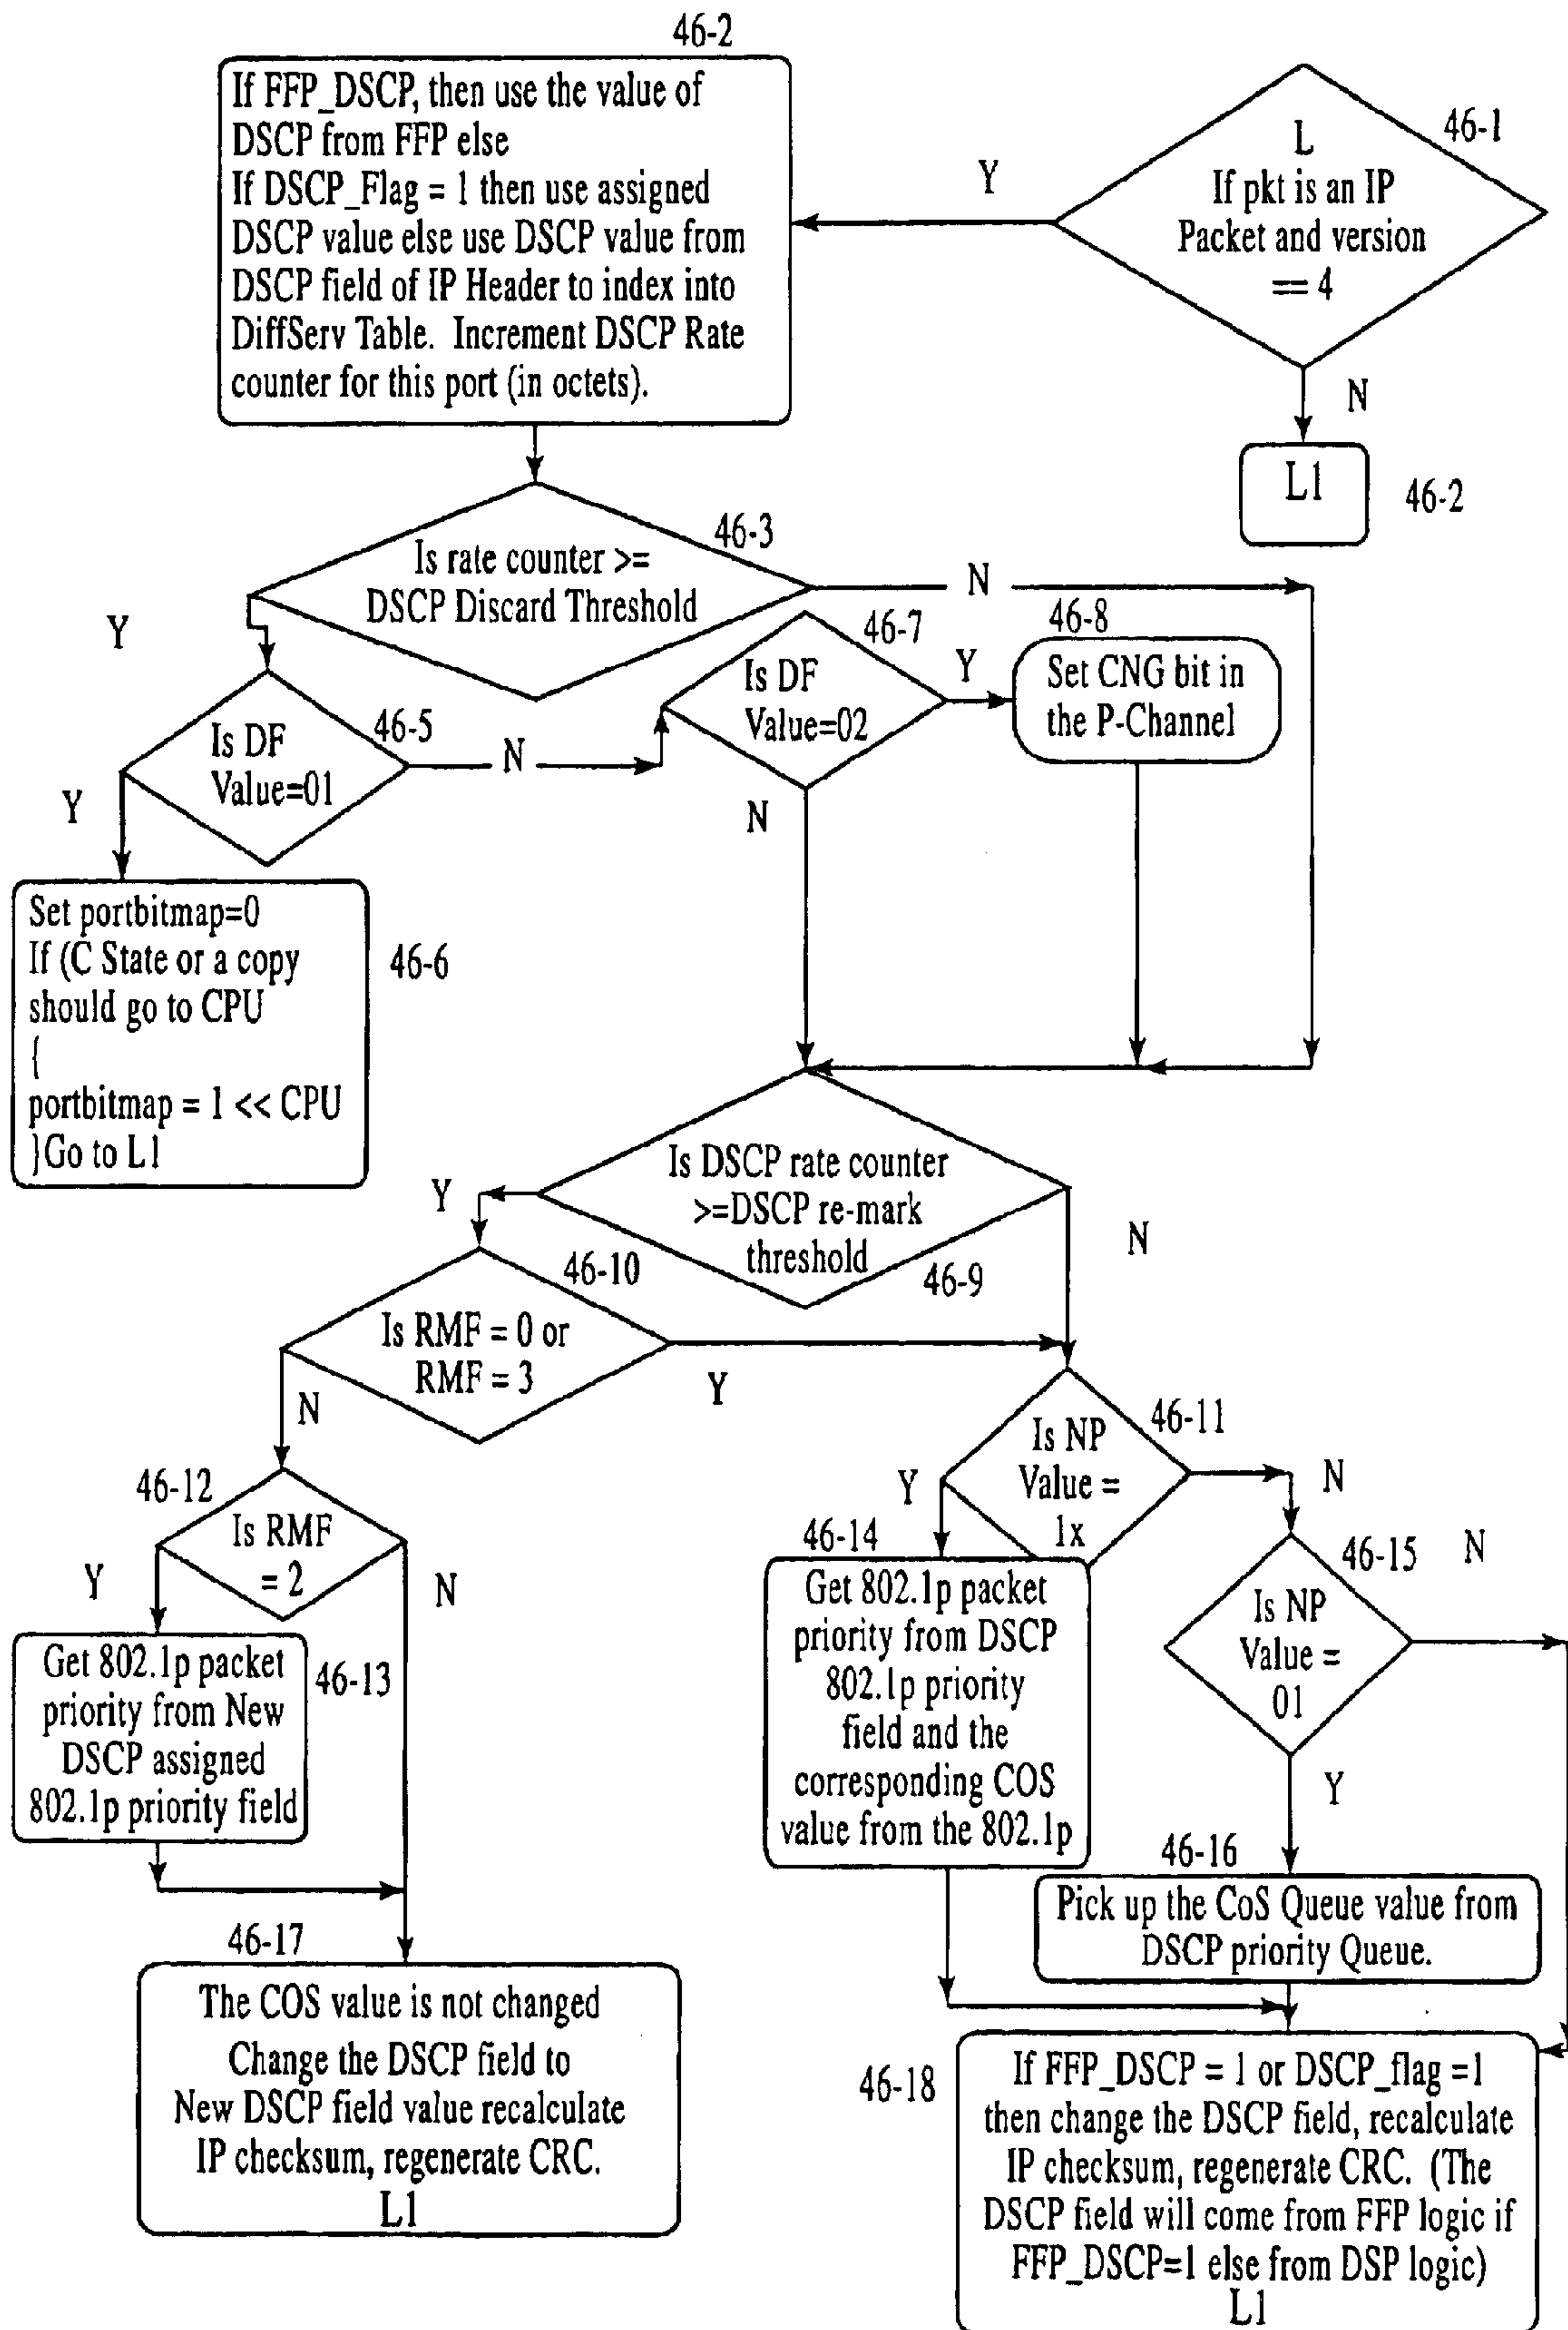 46-2
If FFP_DSCP, then use the value of
DSCP from FFP else
If DSCP_Flag = 1 then use assigned
DSCP value else use DSCP value from
DSCP field of IP Header to index into
DiffServ Table. Increment DSCP Rate
counter for this port (in octets).
46-1
L
If pkt is an IP
Packet and version
== 4
Y
N
L1
46-2
46-3
Is rate counter >=
DSCP Discard Threshold
N
Y
46-5
Is DF
Value=01
N
Y
46-7
Is DF
Value=02
Y
N
46-8
Set CNG bit in
the P-Channel
Set portbitmap=0
If (C State or a copy
should go to CPU
{
portbitmap = 1 << CPU
}Go to L1
46-6
Is DSCP rate counter
>=DSCP re-mark
threshold
46-9
Y
N
46-10
Is RMF = 0 or
RMF = 3
Y
N
46-11
Is NP
Value =
1x
Y
N
46-12
Is RMF
= 2
Y
N
46-13
Get 802.1p packet
priority from New
DSCP assigned
802.1p priority field
46-14
Get 802.1p packet
priority from DSCP
802.1p priority
field and the
corresponding COS
value from the 802.1p
46-15
N
Is NP
Value =
01
Y
46-16
Pick up the CoS Queue value from
DSCP priority Queue.
46-17
The COS value is not changed
Change the DSCP field to
New DSCP field value recalculate
IP checksum, regenerate CRC.
L1
46-18
If FFP_DSCP = 1 or DSCP_flag =1
then change the DSCP field, recalculate
IP checksum, regenerate CRC. (The
DSCP field will come from FFP logic if
FFP_DSCP=1 else from DSP logic)
L1